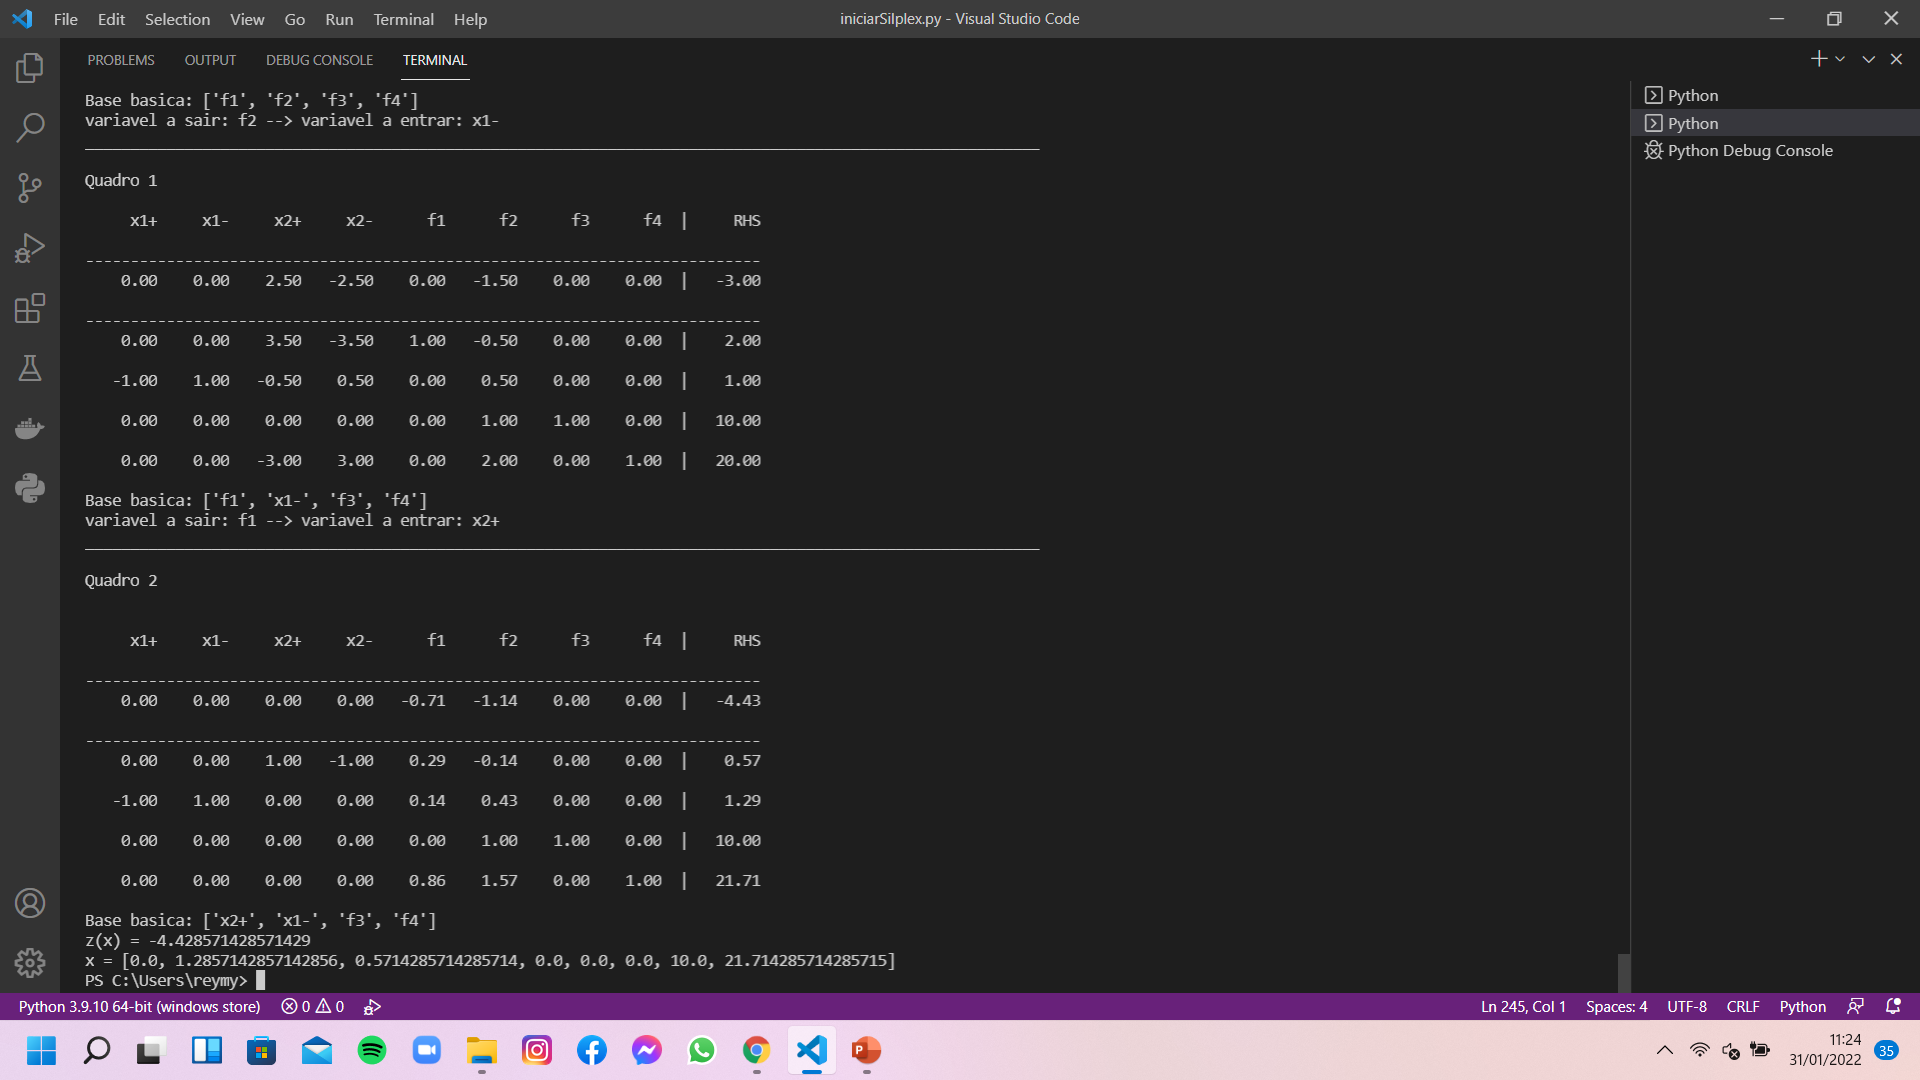 File Edit Selection View Go Run Terminal Help
iniciarSilplex.py - Visual Studio Code
PROBLEMS OUTPUT DEBUG CONSOLE TERMINAL
Base basica: ['f1', 'f2', 'f3', 'f4']
variavel a sair: f2 --> variavel a entrar: x1-
Quadro 1
x1+ x1- x2+ x2- f1 f2 f3 f4 | RHS
---------------------------------------------------------------------------
0.00 0.00 2.50 -2.50 0.00 -1.50 0.00 0.00 | -3.00
---------------------------------------------------------------------------
0.00 0.00 3.50 -3.50 1.00 -0.50 0.00 0.00 | 2.00
-1.00 1.00 -0.50 0.50 0.00 0.50 0.00 0.00 | 1.00
0.00 0.00 0.00 0.00 0.00 1.00 1.00 0.00 | 10.00
0.00 0.00 -3.00 3.00 0.00 2.00 0.00 1.00 | 20.00
Base basica: ['f1', 'x1-', 'f3', 'f4']
variavel a sair: f1 --> variavel a entrar: x2+
Quadro 2
x1+ x1- x2+ x2- f1 f2 f3 f4 | RHS
---------------------------------------------------------------------------
0.00 0.00 0.00 0.00 -0.71 -1.14 0.00 0.00 | -4.43
---------------------------------------------------------------------------
0.00 0.00 1.00 -1.00 0.29 -0.14 0.00 0.00 | 0.57
-1.00 1.00 0.00 0.00 0.14 0.43 0.00 0.00 | 1.29
0.00 0.00 0.00 0.00 0.00 1.00 1.00 0.00 | 10.00
0.00 0.00 0.00 0.00 0.86 1.57 0.00 1.00 | 21.71
Base basica: ['x2+', 'x1-', 'f3', 'f4']
z(x) = -4.428571428571429
x = [0.0, 1.2857142857142856, 0.5714285714285714, 0.0, 0.0, 0.0, 10.0, 21.714285714285715]
PS C:\Users\reymy>
Python
Python
Python Debug Console
Python 3.9.10 64-bit (windows store) 0 0
Ln 245, Col 1 Spaces: 4 UTF-8 CRLF Python
11:24
31/01/2022
35